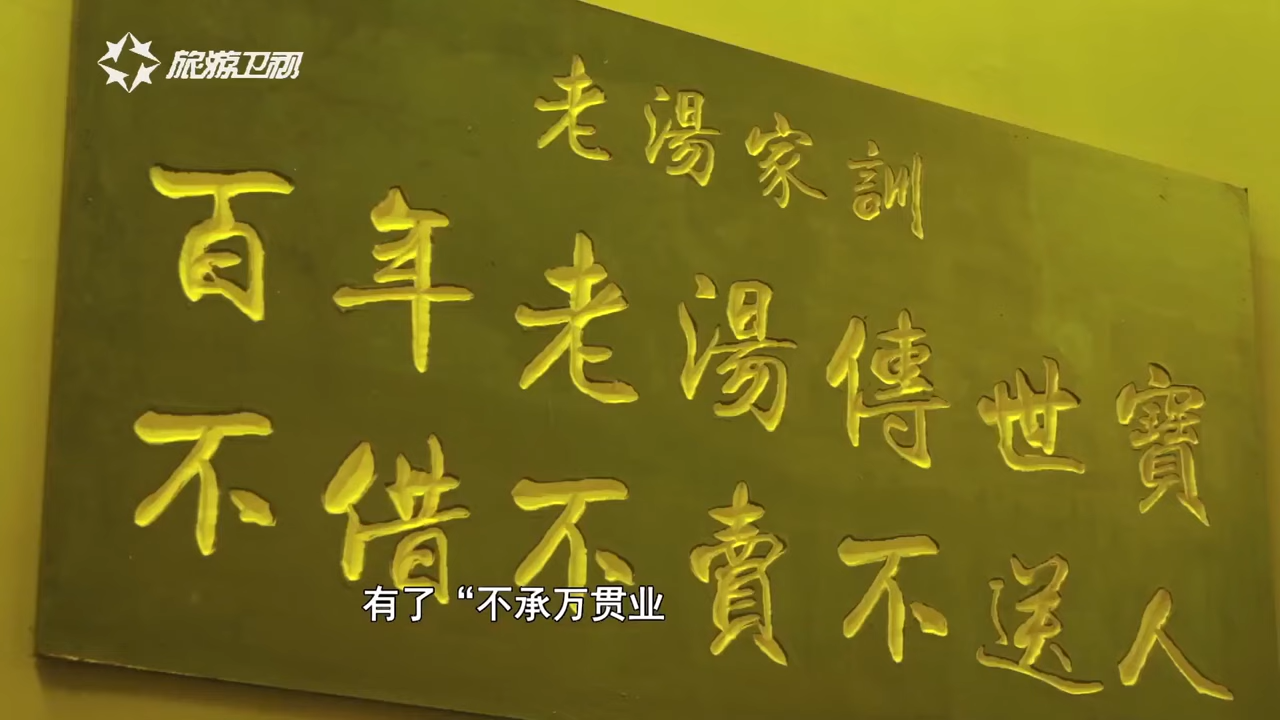 旅游卫视
老湯家訓
百年老湯傳世寳
不借不賣不送人
有了“不承万贯业